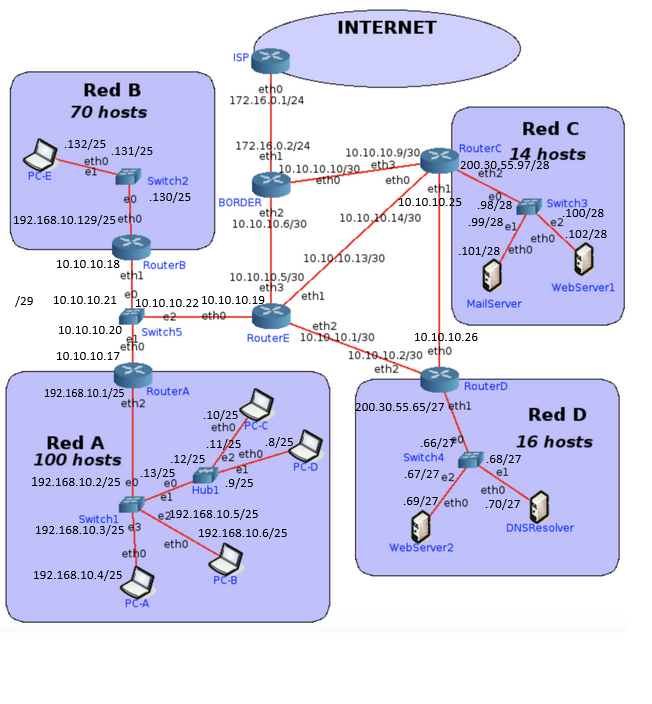 INTERNET
ISP
eth0
172.16.0.1/24
Red B
70 hosts
.132/25
.131/25
eth0
e1
PC-E
Switch2
.130/25
e0
192.168.10.129/25
eth0
RouterB
172.16.0.2/24
eth1
10.10.10.10/30
eth0
BORDER
eth2
10.10.10.6/30
10.10.10.9/30
eth3
eth0
RouterC
Red C
14 hosts
200.30.55.97/28
eth2
eth1
10.10.10.25
e0
.98/28
Switch3
.99/28
e1
e2
.100/28
.102/28
eth0
.101/28
eth0
WebServer1
MailServer
10.10.10.14/30
10.10.10.13/30
10.10.10.18
eth1
/29
10.10.10.21
e0
10.10.10.22
e2
10.10.10.19
eth0
10.10.10.5/30
eth3
eth1
RouterE
eth2
10.10.10.1/30
Switch5
10.10.10.20
e1
eth0
10.10.10.17
10.10.10.2/30
eth2
10.10.10.26
eth0
RouterD
RouterA
192.168.10.1/25
eth2
Red A
100 hosts
.10/25
eth0
PC-C
.11/25
e2
eth0
.8/25
PC-D
.12/25
e1
.9/25
Hub1
.13/25
e0
e1
192.168.10.2/25
e0
Switch1
e2
192.168.10.5/25
192.168.10.3/25
e3
192.168.10.6/25
eth0
PC-B
eth0
192.168.10.4/25
PC-A
200.30.55.65/27
eth1
Red D
16 hosts
.66/27
e0
Switch4
.68/27
e1
.67/27
e2
eth0
.70/27
.69/27
eth0
DNSResolver
WebServer2